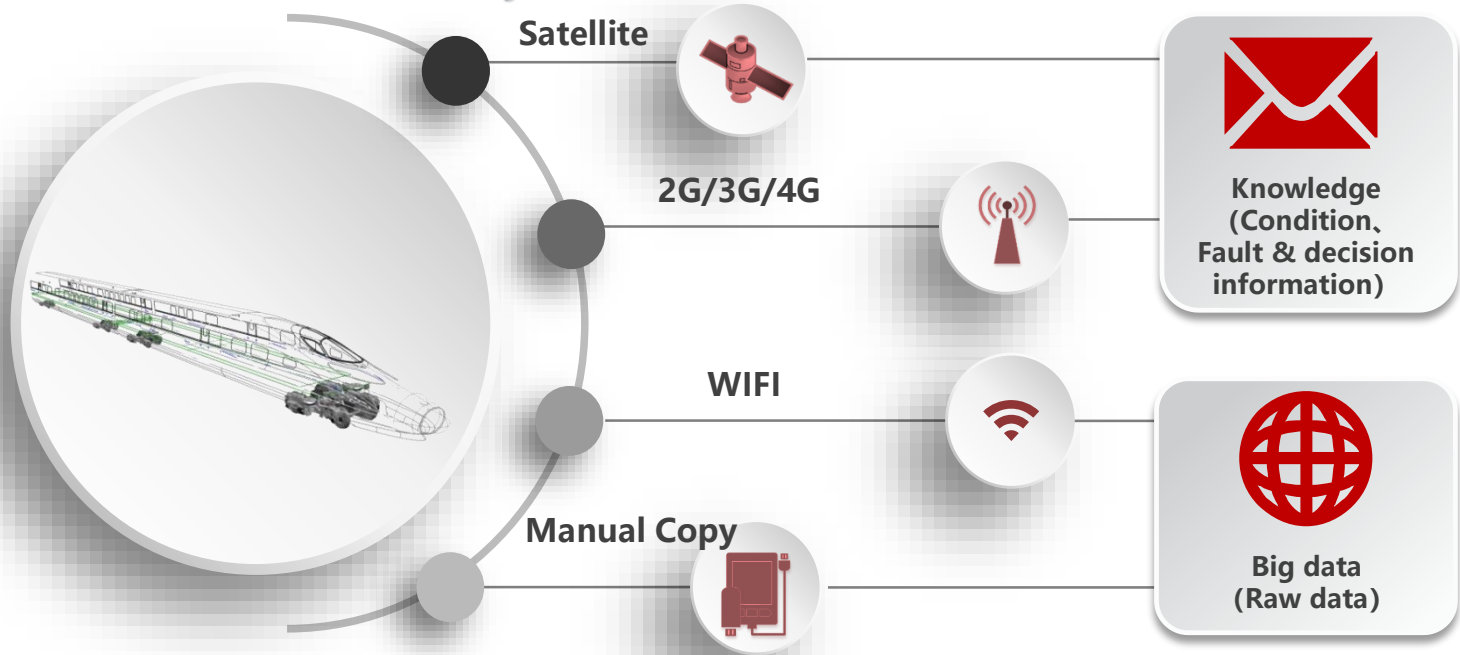 Satellite
2G/3G/4G
Knowledge
(Condition、
Fault & decision
information)
WIFI
Manual Copy
Big data
(Raw data)